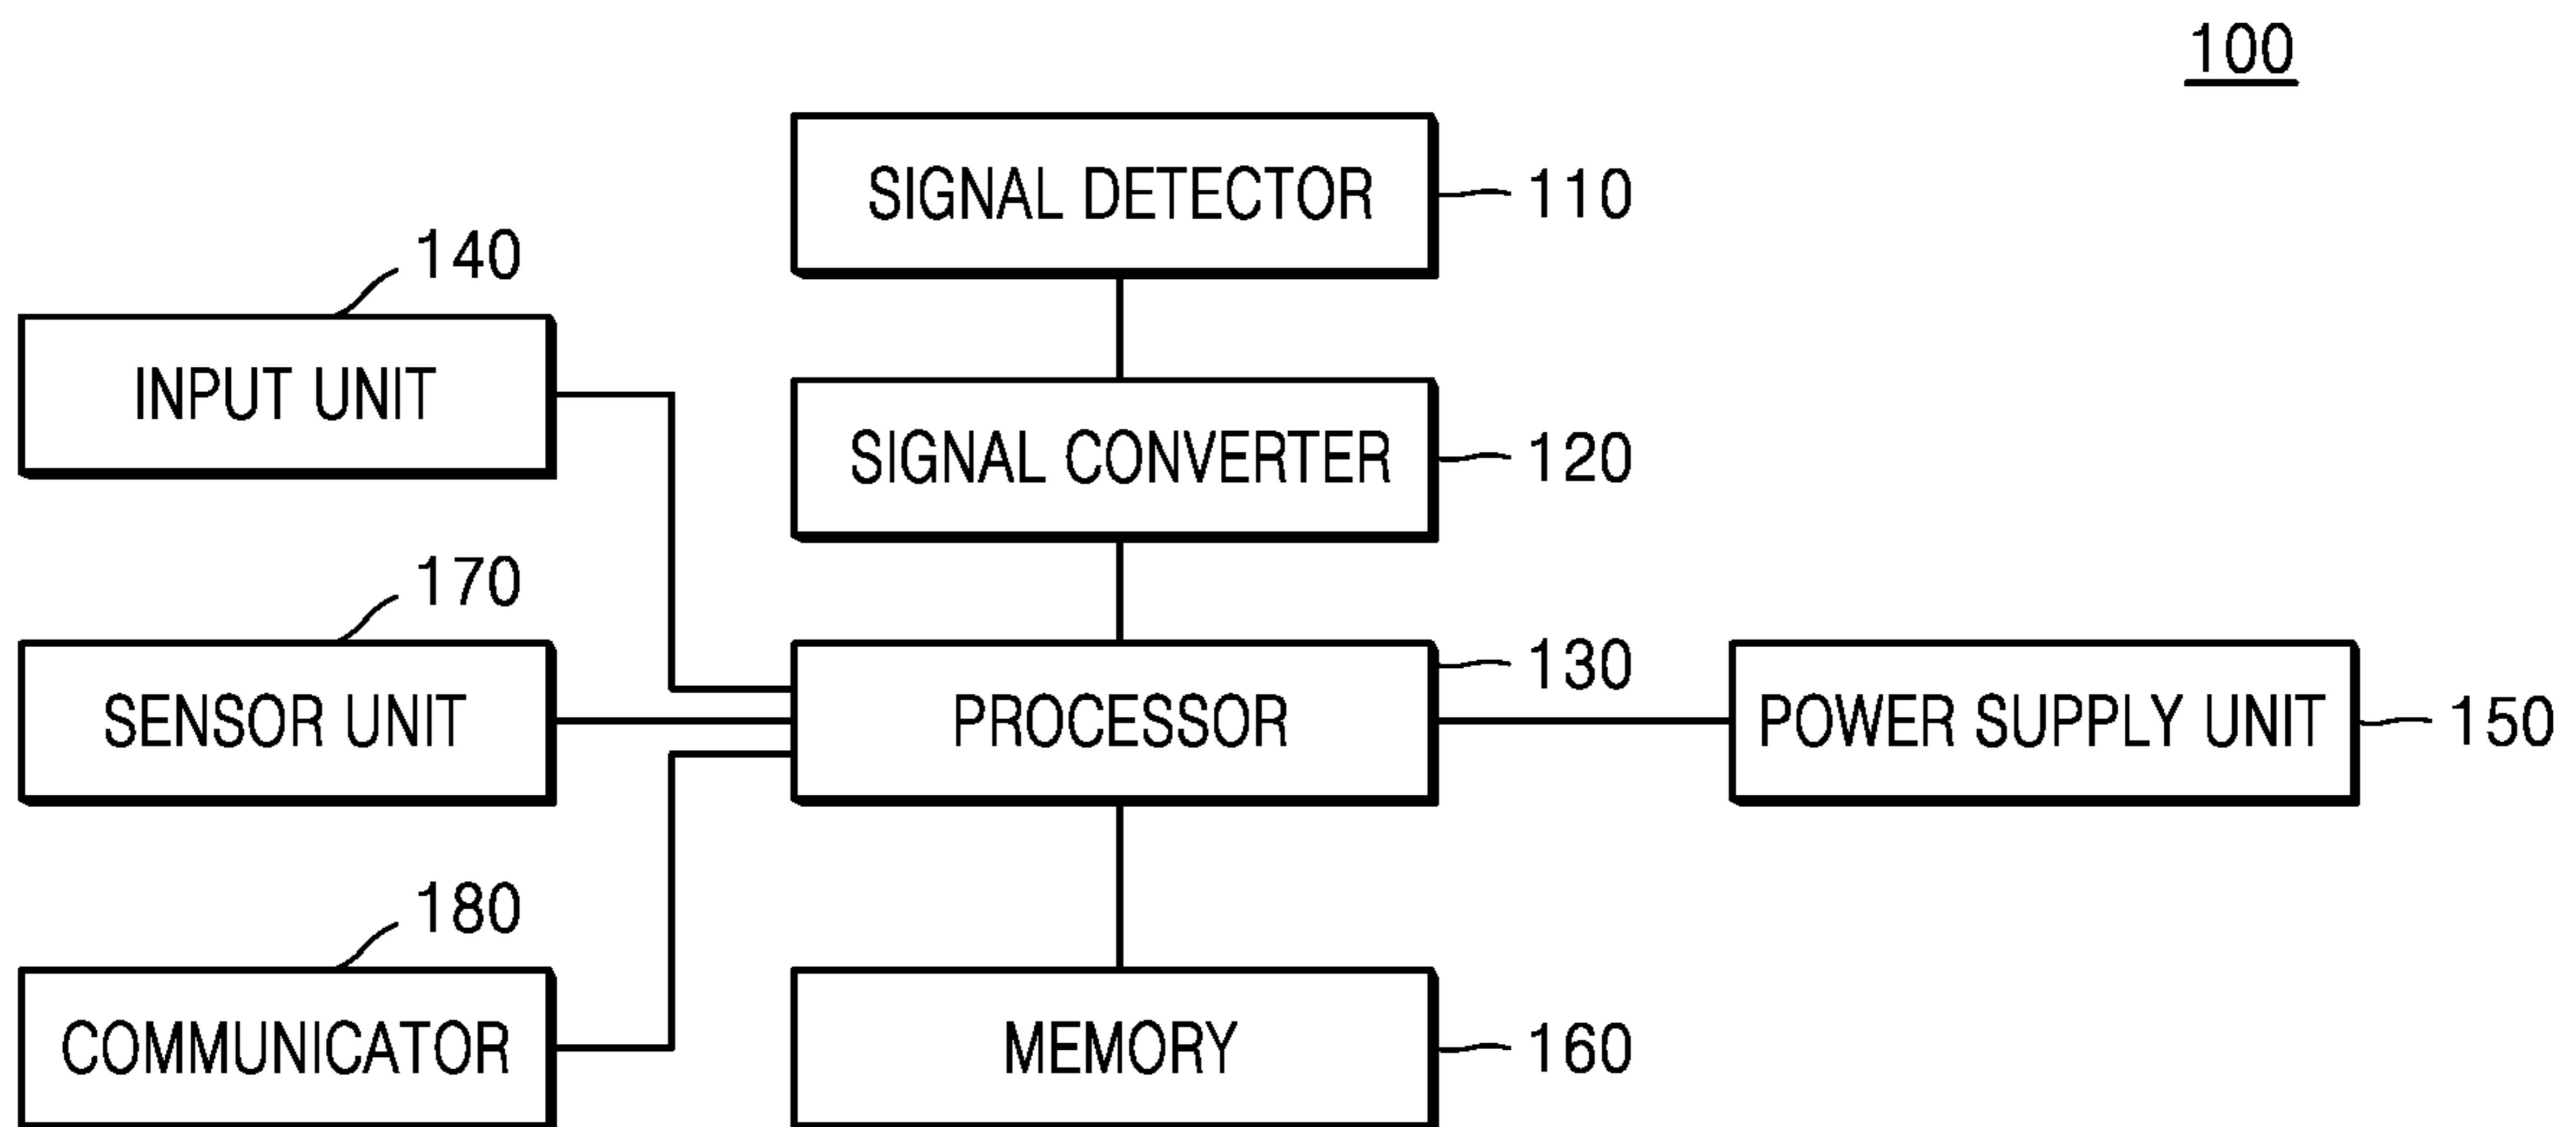 100
SIGNAL DETECTOR 110
140
INPUT UNIT
SIGNAL CONVERTER 120
170
SENSOR UNIT
PROCESSOR 130
POWER SUPPLY UNIT 150
180
COMMUNICATOR
MEMORY 160